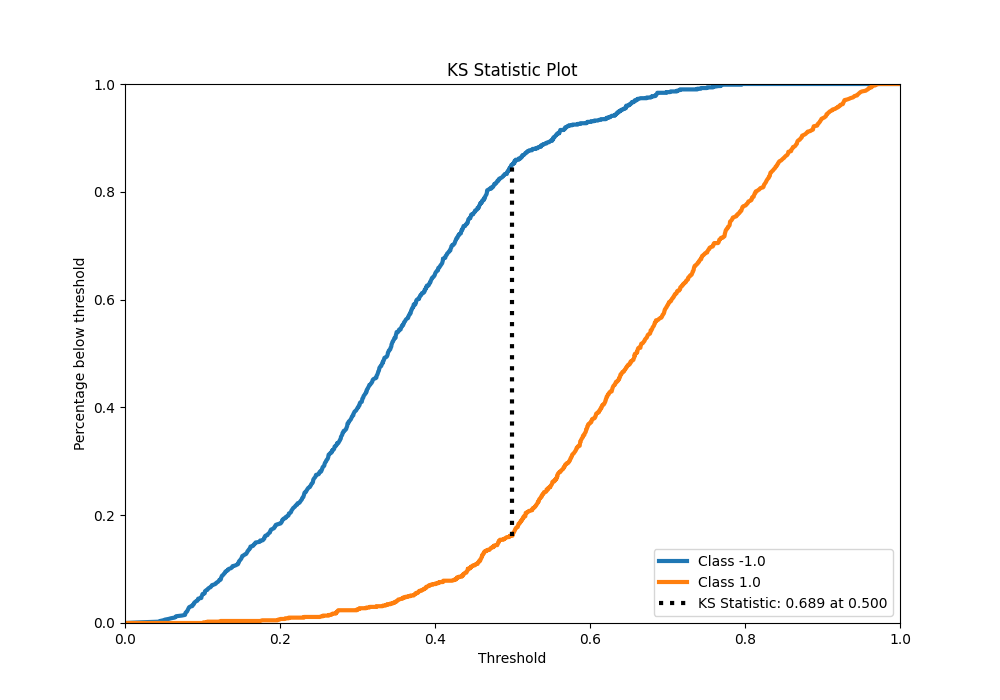 KS Statistic Plot
1.0
0.8
0.6
0.4
0.2
0.0
Percentage below threshold
0.0 0.2 0.4 0.6 0.8 1.0
Threshold
Class -1.0
Class 1.0
KS Statistic: 0.689 at 0.500